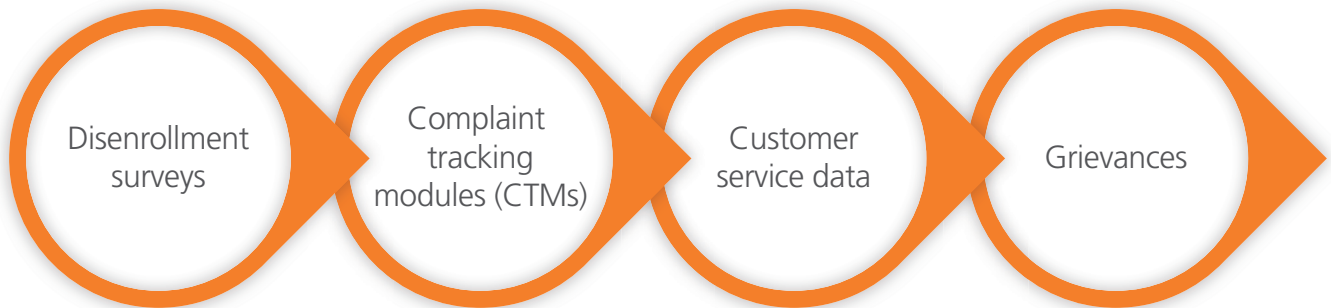 Disenrollment
surveys
Complaint
tracking
modules (CTMs)
Customer
service data
Grievances